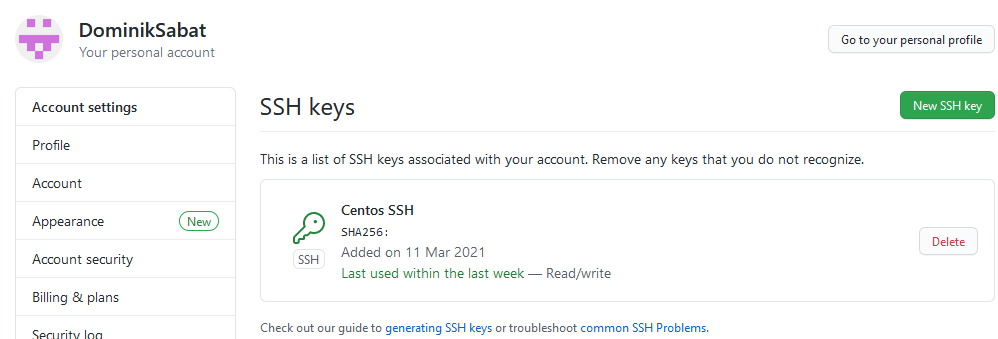 DominikSabat
Your personal account
Go to your personal profile
Account settings
Profile
Account
Appearance New
Account security
Billing & plans
Security log
SSH keys
New SSH key
This is a list of SSH keys associated with your account. Remove any keys that you do not recognize.
Centos SSH
SHA256:
Added on 11 Mar 2021
Last used within the last week — Read/write
SSH
Delete
Check out our guide to generating SSH keys or troubleshoot common SSH Problems.